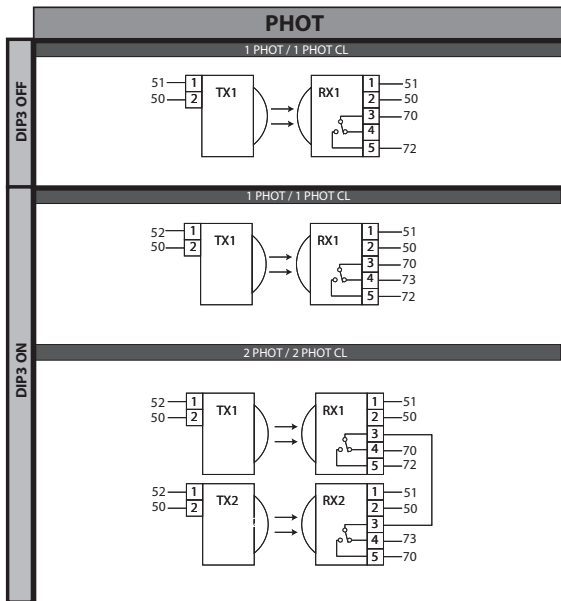 PHOT
DIP3 OFF
1 PHOT / 1 PHOT CL
51 1 TX1 RX1 1 51
50 2 2 50
3 70
4
5 72
DIP3 ON
1 PHOT / 1 PHOT CL
52 1 TX1 RX1 1 51
50 2 2 50
3 70
4 73
5 72
2 PHOT / 2 PHOT CL
52 1 TX1 RX1 1 51
50 2 2 50
3
4 70
5 72
52 1 TX2 RX2 1 51
50 2 2 50
3
4 73
5 70